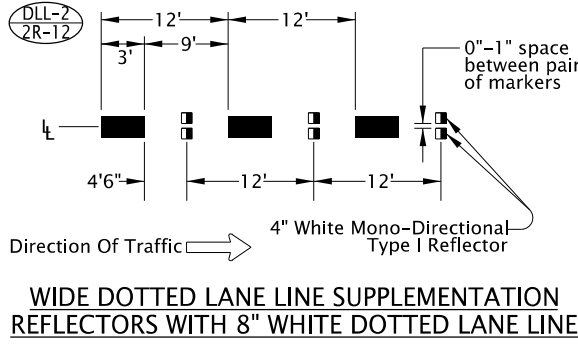 DLL-2
2R-12
12' 12'
3' 9'
0"-1" space
between pair
of markers
4'6" 12' 12'
4" White Mono-Directional
Type I Reflector
Direction Of Traffic
WIDE DOTTED LANE LINE SUPPLEMENTATION
REFLECTORS WITH 8" WHITE DOTTED LANE LINE